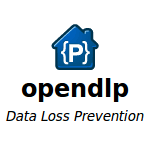 {P}
opendlp
Data Loss Prevention